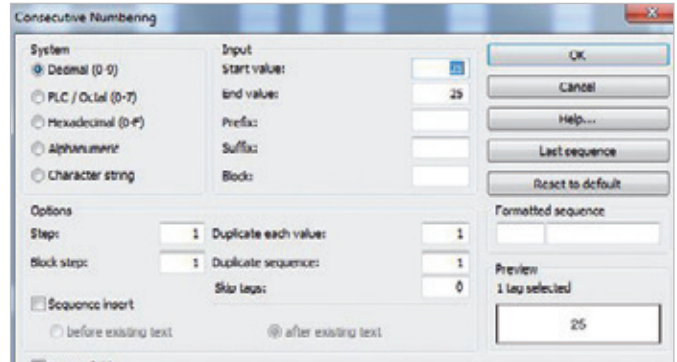 Consecutive Numbering
System
Decimal (0-9)
PLC / Octal (0-7)
Hexadecimal (0-F)
Alphanumeric
Character string
Input
Start value: 25
End value: 25
Prefix:
Suffix:
Block:
OK
Cancel
Help...
Last sequence
Reset to default
Options
Step: 1
Duplicate each value: 1
Block step: 1
Duplicate sequence: 1
Skip tags: 0
Sequence insert
before existing text
after existing text
Formatted sequence
Preview
1 tag selected
25